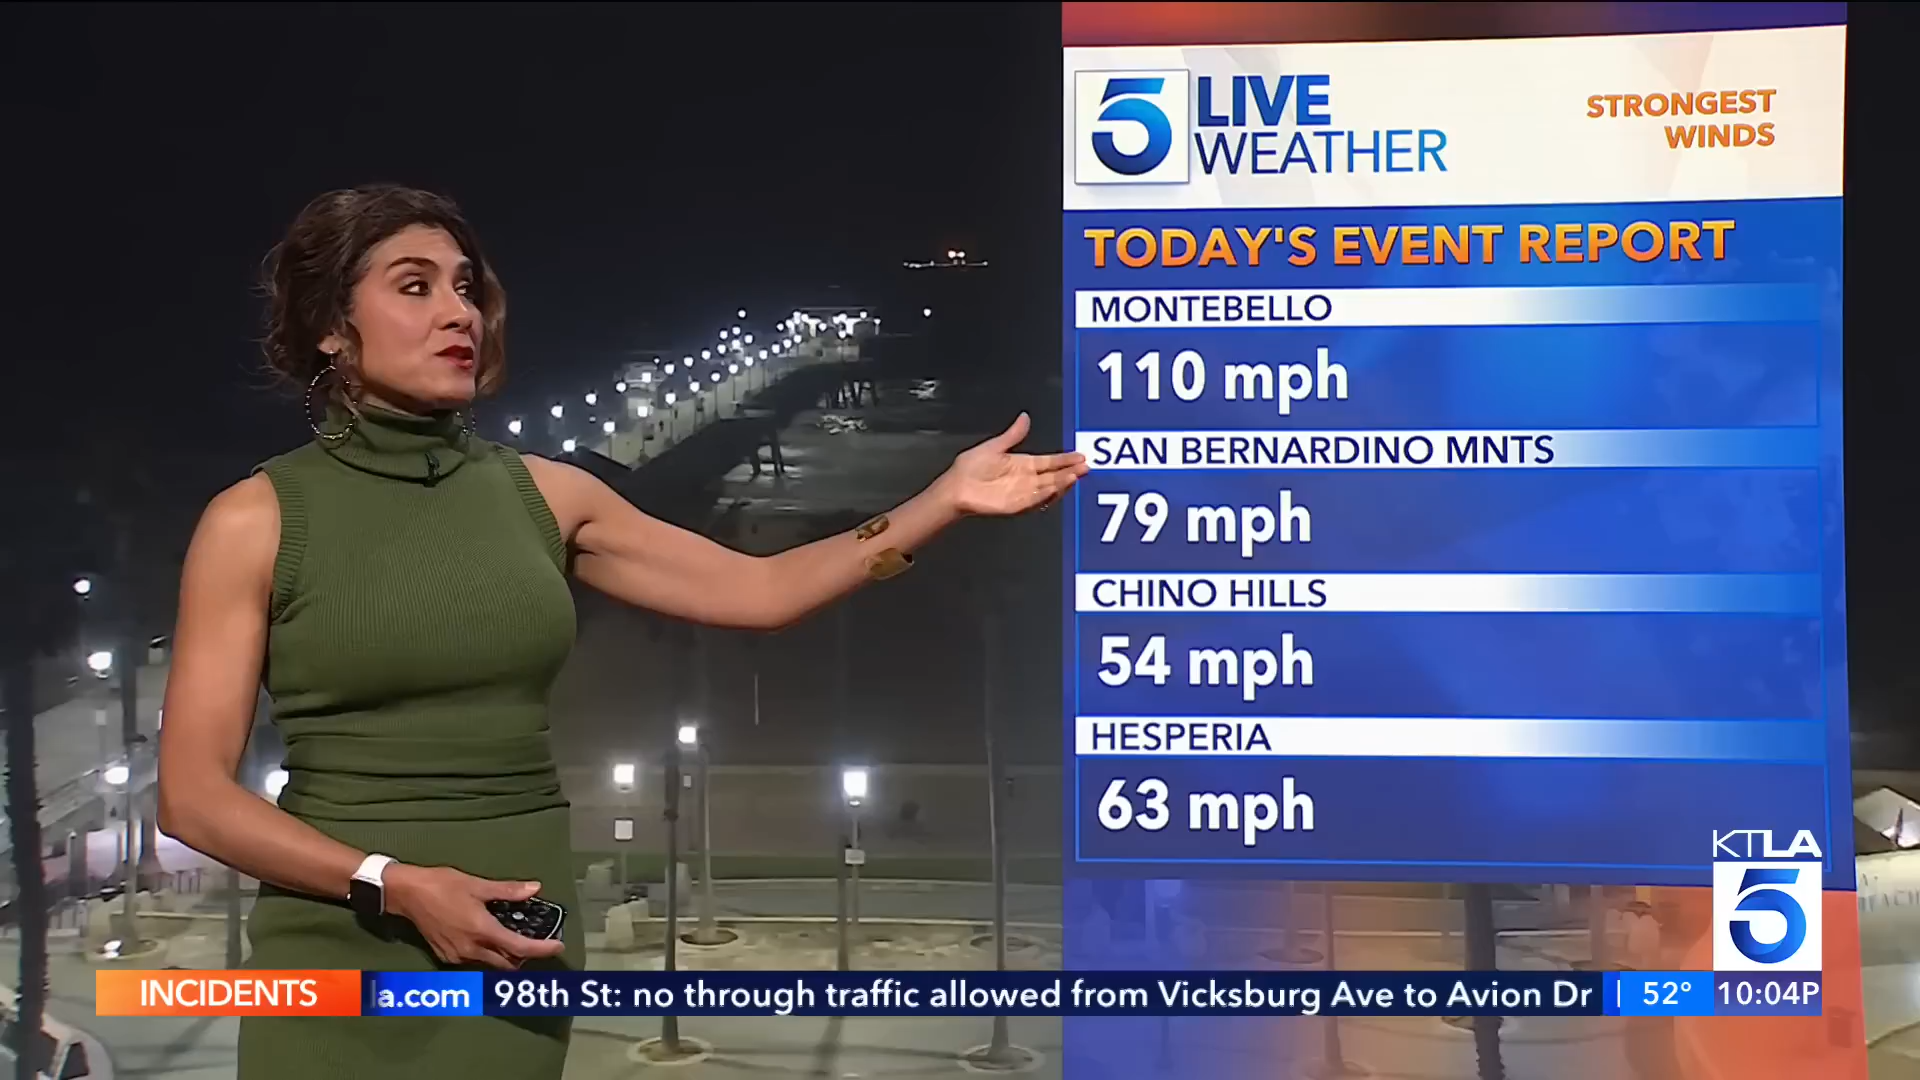 5 LIVE
WEATHER
STRONGEST
WINDS
TODAY'S EVENT REPORT
MONTEBELLO
110 mph
SAN BERNARDINO MNTS
79 mph
CHINO HILLS
54 mph
HESPERIA
63 mph
KTLA
5
INCIDENTS la.com 98th St: no through traffic allowed from Vicksburg Ave to Avion Dr 52° 10:04P